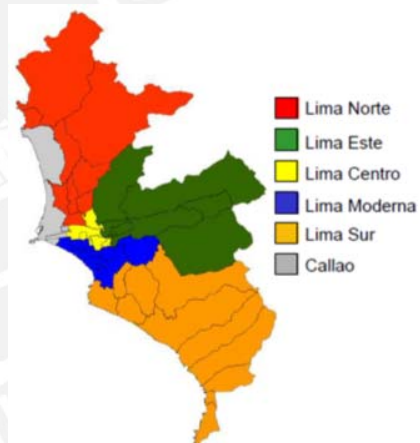 Lima Norte
Lima Este
Lima Centro
Lima Moderna
Lima Sur
Callao